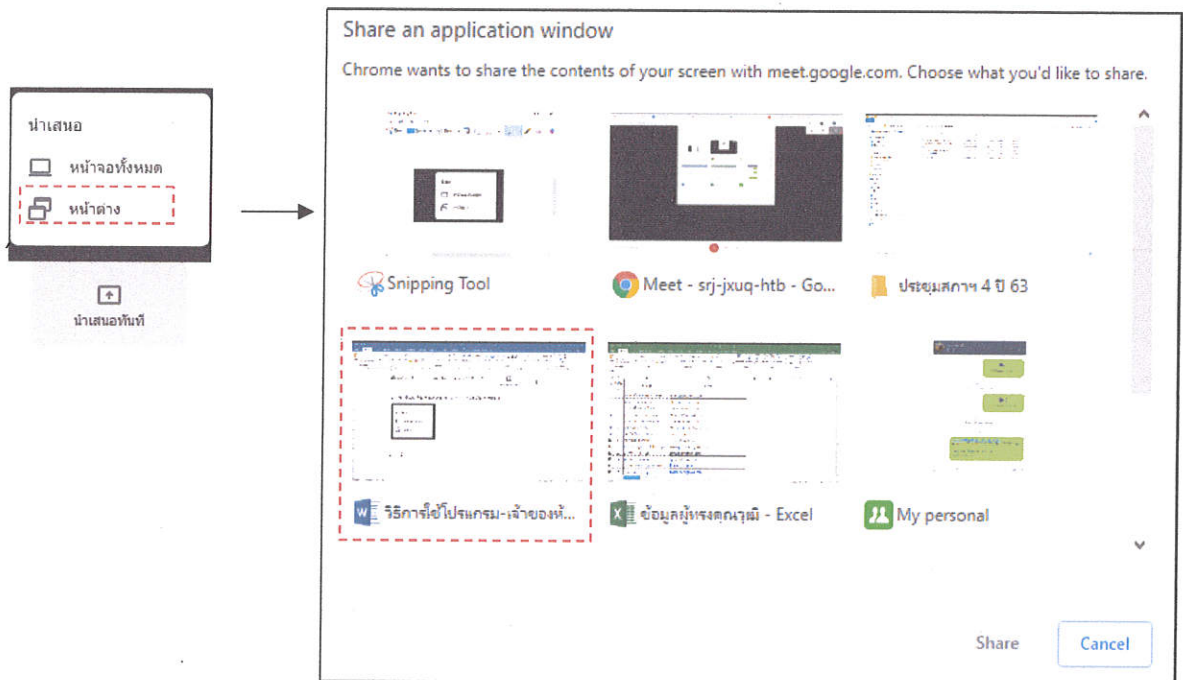 นำเสนอ
หน้าจอทั้งหมด
หน้าต่าง
นำเสนอทันที
Share an application window
Chrome wants to share the contents of your screen with meet.google.com. Choose what you'd like to share.
Snipping Tool
Meet - srj-jxuq-htb - Go...
ประชุมสภาฯ 4 ปี 63
วิธีการใช้โปรแกรม-เจ้าของห้...
ข้อมูลผู้ทรงคุณวุฒิ - Excel
My personal
Share
Cancel